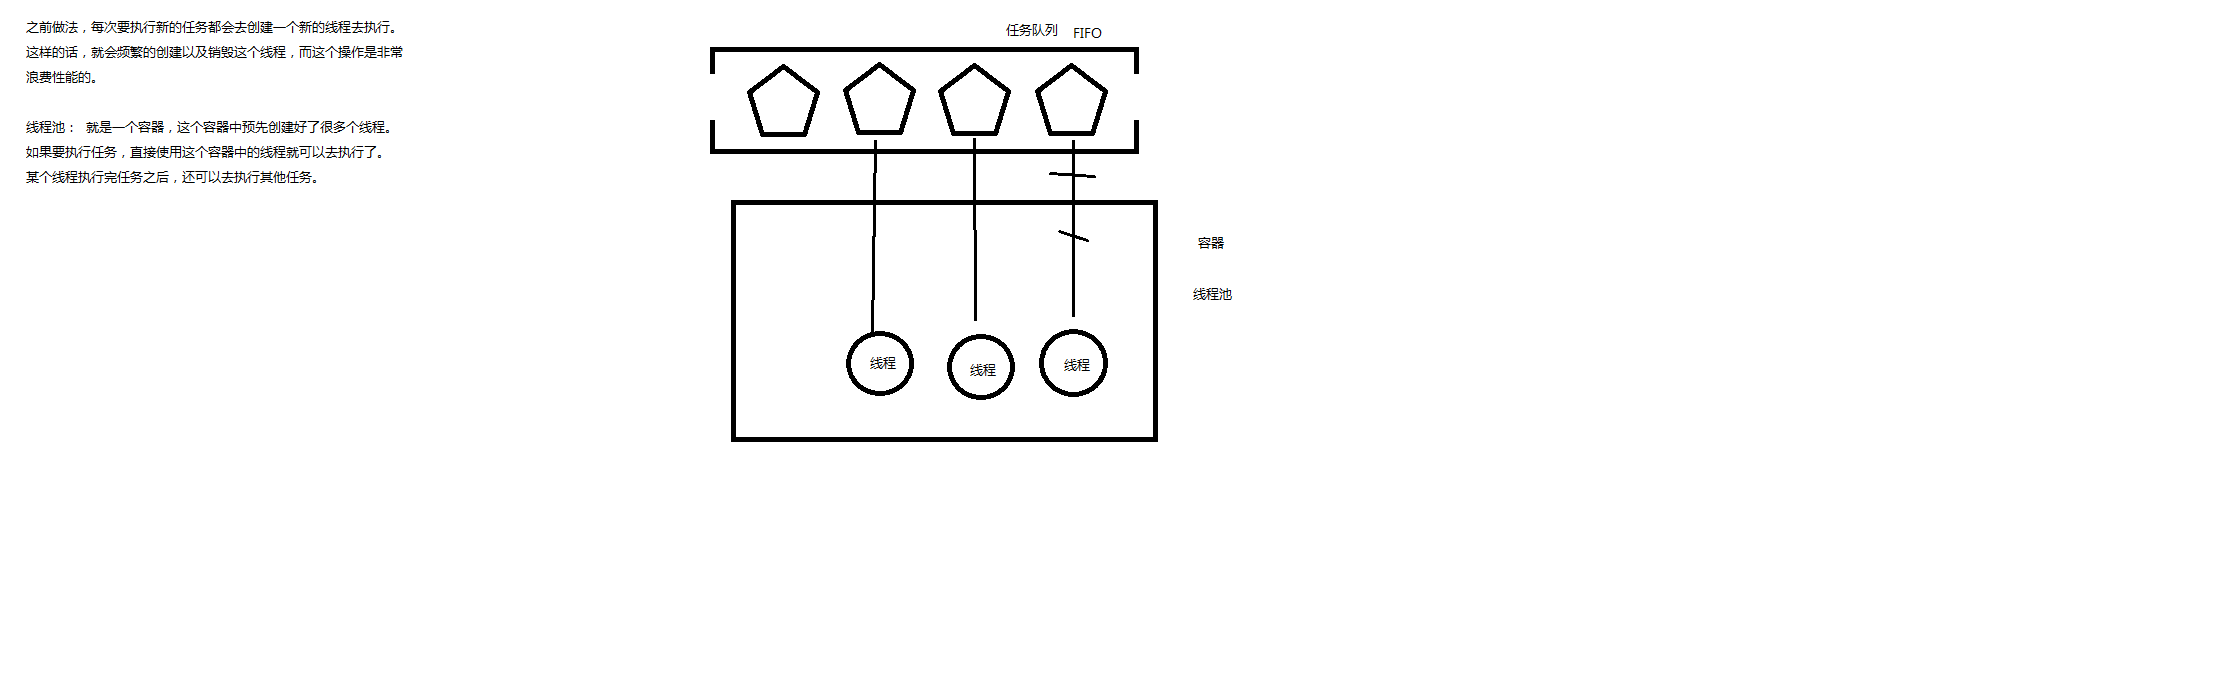 之前做法，每次要执行新的任务都会去创建一个新的线程去执行。
这样的话，就会频繁的创建以及销毁这个线程，而这个操作是非常
浪费性能的。
线程池： 就是一个容器，这个容器中预先创建好了很多个线程。
如果要执行任务，直接使用这个容器中的线程就可以去执行了。
某个线程执行完任务之后，还可以去执行其他任务。
任务队列 FIFO
容器
线程池
线程
线程
线程